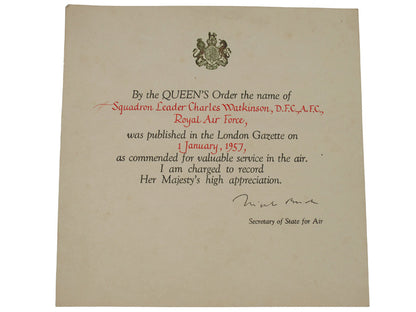 By the QUEEN'S Order the name of
Squadron Leader Charles Watkinson, D.F.C., A.F.C.,
Royal Air Force,
was published in the London Gazette on
1 January, 1957,
as commended for valuable service in the air.
I am charged to record
Her Majesty's high appreciation.
Secretary of State for Air